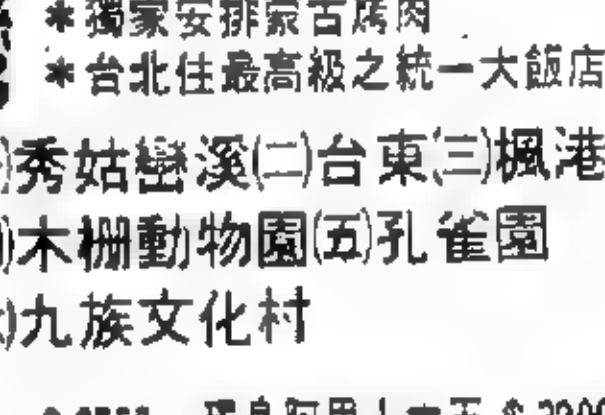 *獨家安排蒙古烤肉
*台北住最高級之統一大飯店
秀姑巒溪(二)台東(三)楓港
)木柵動物園(五)孔雀園
)九族文化村